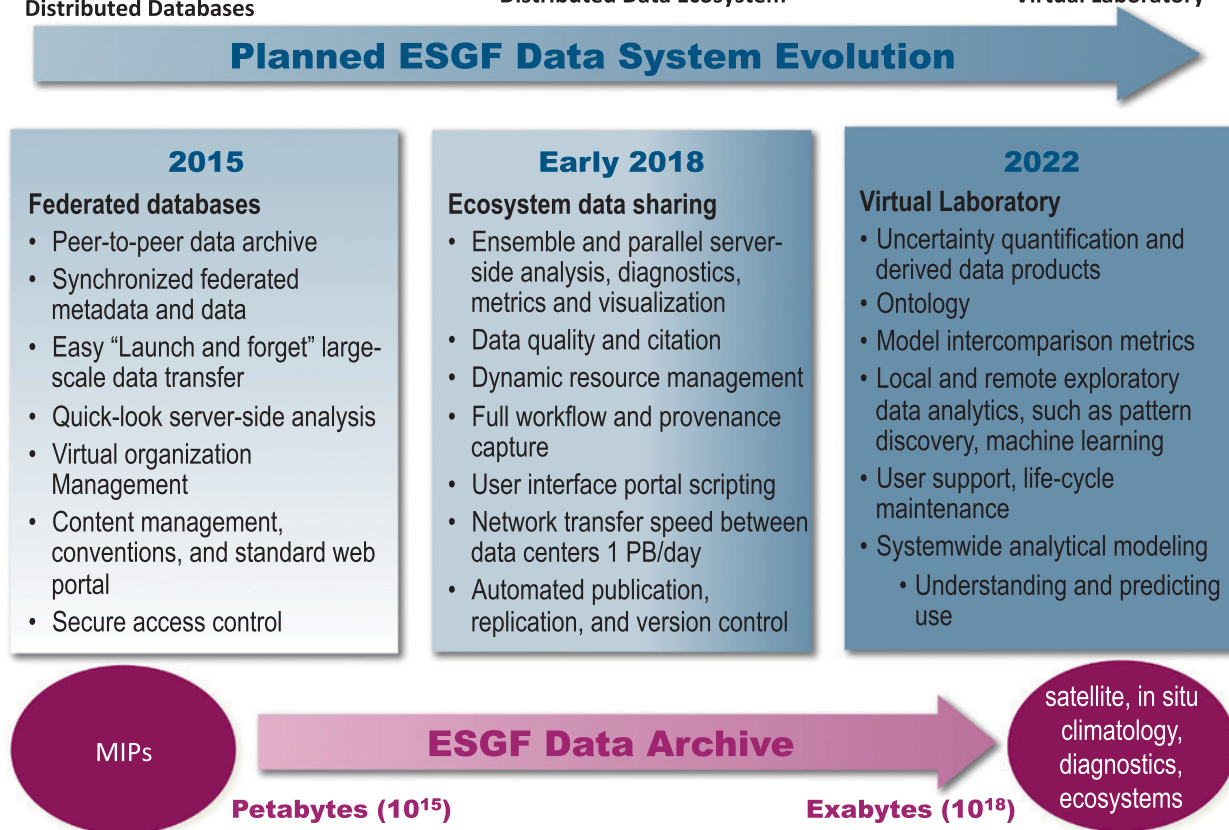 Distributed Databases
Distributed Data Ecosystem
Virtual Laboratory
Planned ESGF Data System Evolution
2015
Federated databases
• Peer-to-peer data archive
• Synchronized federated
metadata and data
• Easy “Launch and forget” large-
scale data transfer
• Quick-look server-side analysis
• Virtual organization
Management
• Content management,
conventions, and standard web
portal
• Secure access control
Early 2018
Ecosystem data sharing
• Ensemble and parallel server-
side analysis, diagnostics,
metrics and visualization
• Data quality and citation
• Dynamic resource management
• Full workflow and provenance
capture
• User interface portal scripting
• Network transfer speed between
data centers 1 PB/day
• Automated publication,
replication, and version control
2022
Virtual Laboratory
• Uncertainty quantification and
derived data products
• Ontology
• Model intercomparison metrics
• Local and remote exploratory
data analytics, such as pattern
discovery, machine learning
• User support, life-cycle
maintenance
• Systemwide analytical modeling
• Understanding and predicting
use
MIPs
ESGF Data Archive
satellite, in situ
climatology,
diagnostics,
ecosystems
Petabytes (10¹⁵)
Exabytes (10¹⁸)